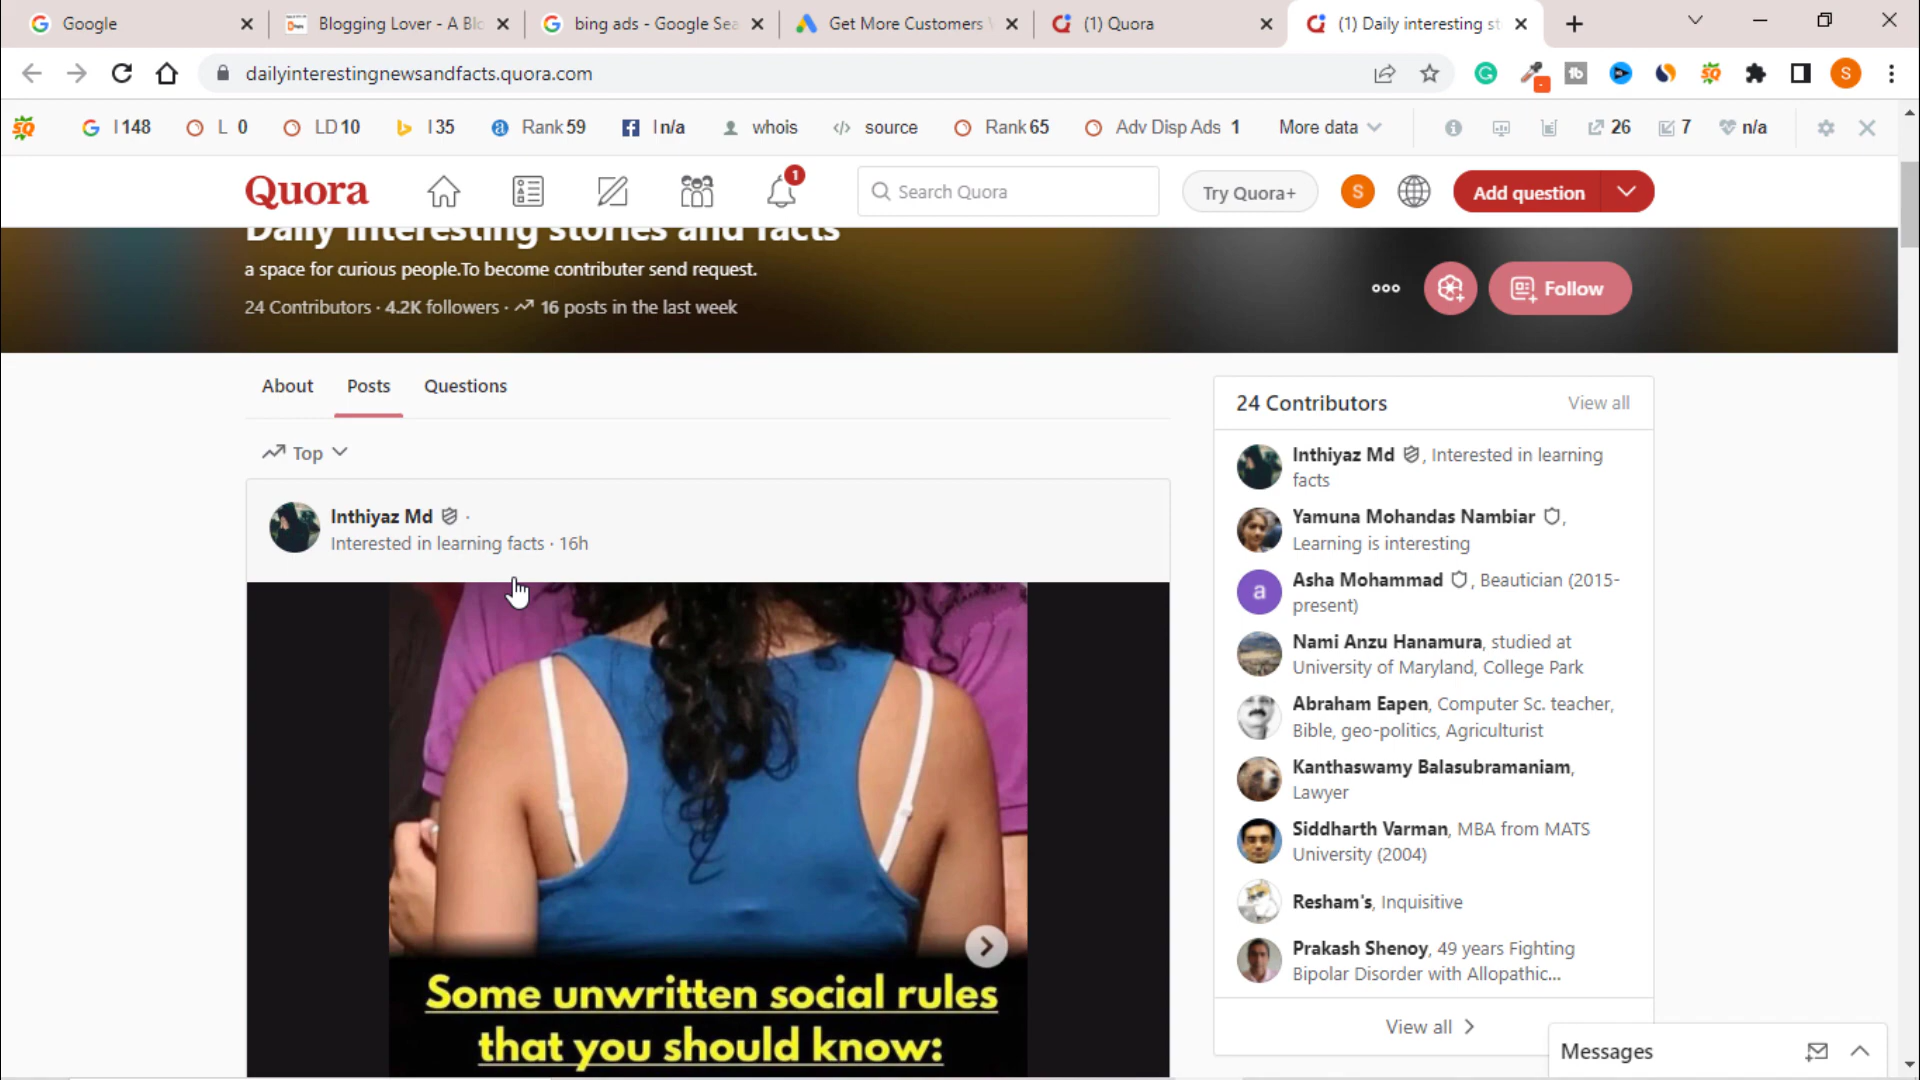 Google
Blogging Lover - A Blo
bing ads - Google Sea
Get More Customers
(1) Quora
(1) Daily interesting st
dailyinterestingnewsandfacts.quora.com
S
SQ
I 148
L 0
LD 10
I 35
Rank 59
I n/a
whois
source
Rank 65
Adv Disp Ads 1
More data
26
7
n/a
Quora
1
Search Quora
Try Quora+
S
Add question
Daily interesting stories and facts
a space for curious people.To become contributer send request.
24 Contributors · 4.2K followers · 16 posts in the last week
Follow
About
Posts
Questions
Top
Inthiyaz Md ·
Interested in learning facts · 16h
Some unwritten social rules
that you should know:
24 Contributors
View all
Inthiyaz Md , Interested in learning
facts
Yamuna Mohandas Nambiar ,
Learning is interesting
a
Asha Mohammad , Beautician (2015-
present)
Nami Anzu Hanamura, studied at
University of Maryland, College Park
Abraham Eapen, Computer Sc. teacher,
Bible, geo-politics, Agriculturist
Kanthaswamy Balasubramaniam,
Lawyer
Siddharth Varman, MBA from MATS
University (2004)
Resham's, Inquisitive
Prakash Shenoy, 49 years Fighting
Bipolar Disorder with Allopathic...
View all
Messages